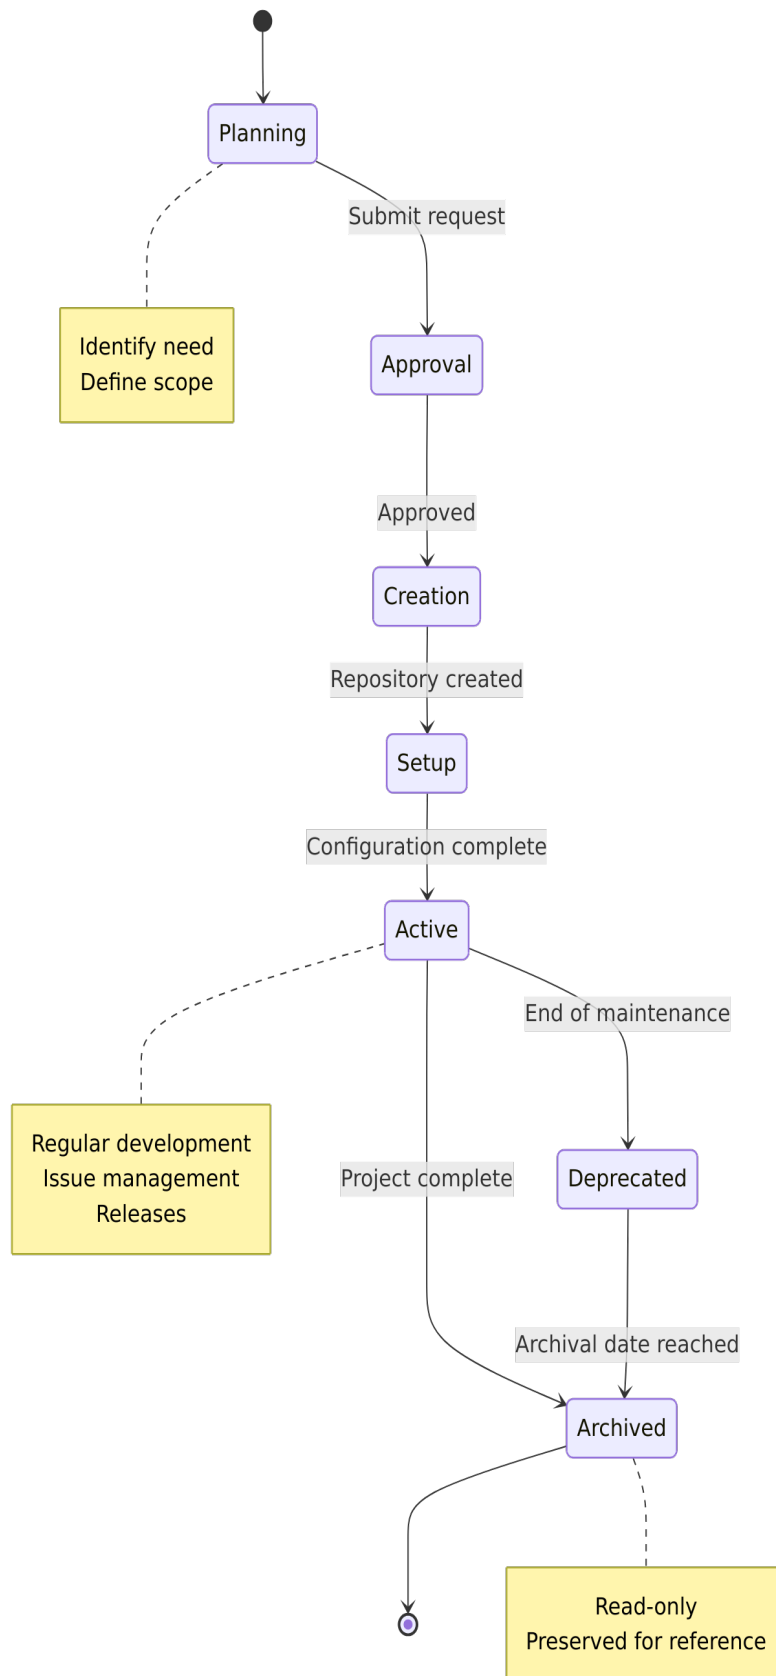 Planning
Submit request
Identify need
Define scope
Approval
Approved
Creation
Repository created
Setup
Configuration complete
Active
End of maintenance
Regular development
Issue management
Releases
Project complete
Deprecated
Archival date reached
Archived
Read-only
Preserved for reference